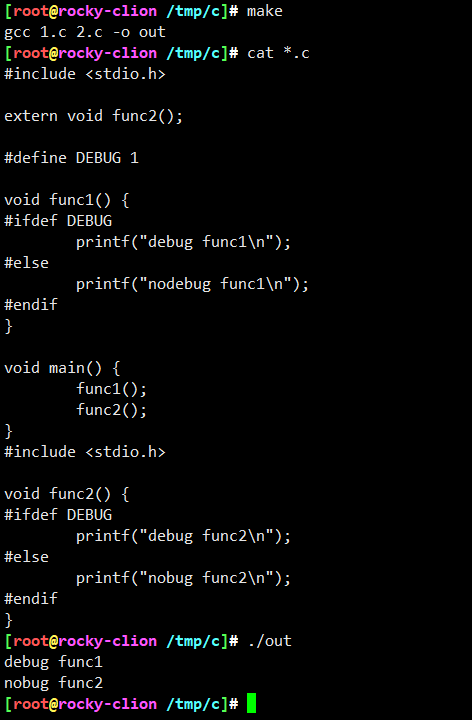 [root@rocky-clion /tmp/c]# make
gcc 1.c 2.c -o out
[root@rocky-clion /tmp/c]# cat *.c
#include <stdio.h>

extern void func2();

#define DEBUG 1

void func1() {
#ifdef DEBUG
        printf("debug func1\n");
#else
        printf("nodebug func1\n");
#endif
}

void main() {
        func1();
        func2();
}
#include <stdio.h>

void func2() {
#ifdef DEBUG
        printf("debug func2\n");
#else
        printf("nobug func2\n");
#endif
}
[root@rocky-clion /tmp/c]# ./out
debug func1
nobug func2
[root@rocky-clion /tmp/c]#